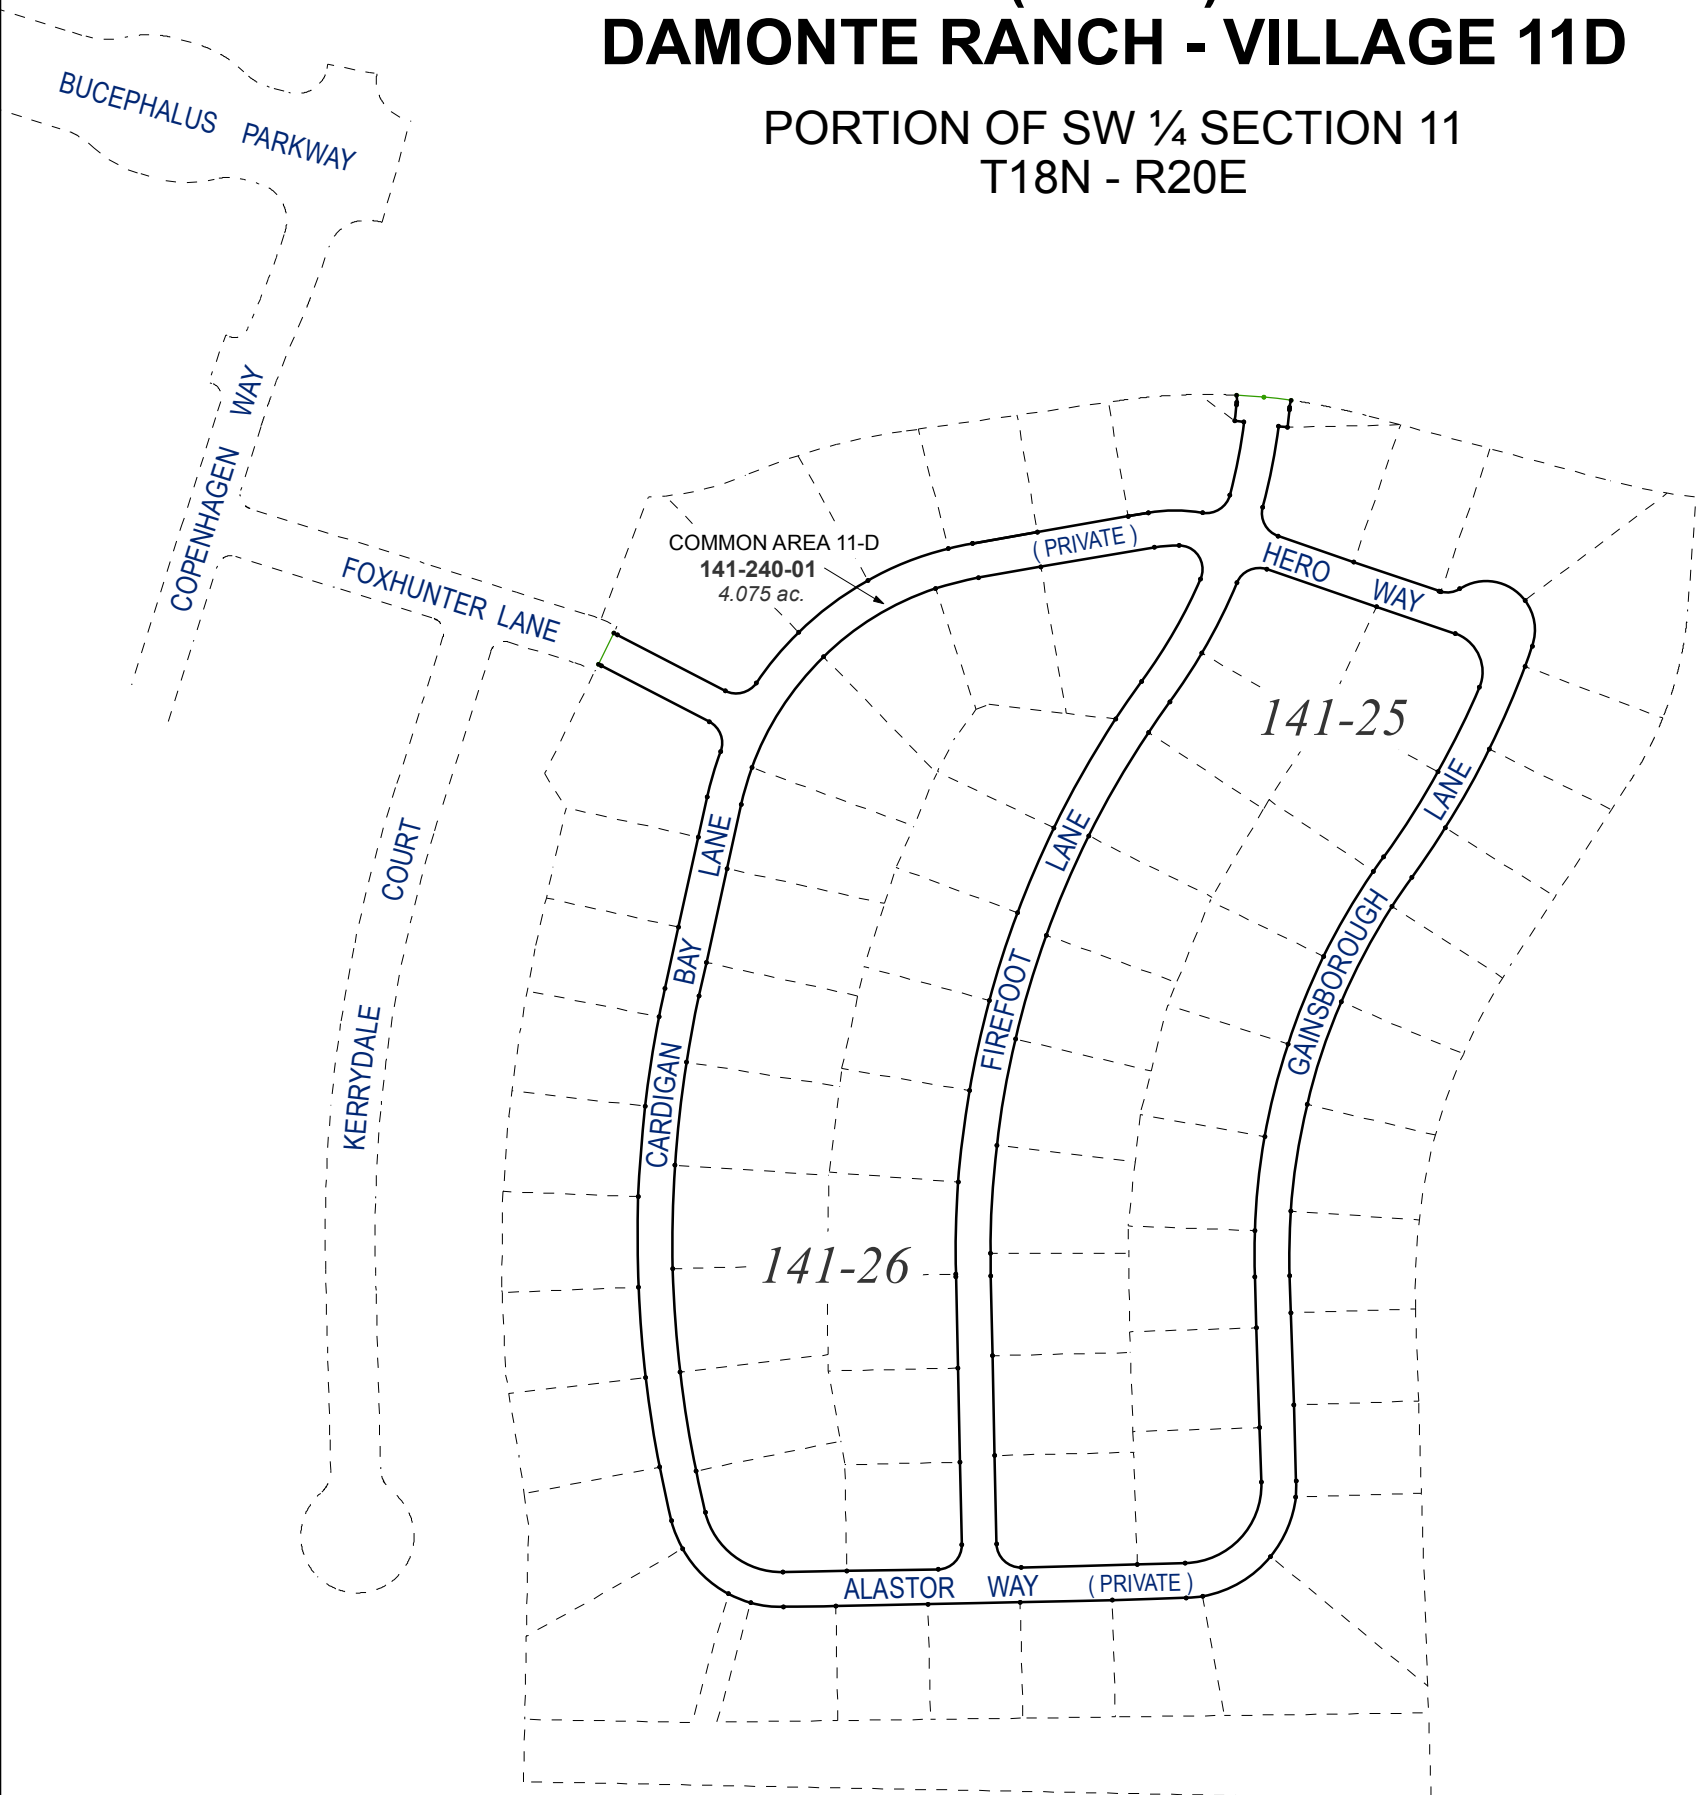 DAMONTE RANCH - VILLAGE 11D
PORTION OF SW ¼ SECTION 11
T18N - R20E
BUCEPHALUS PARKWAY
COPENHAGEN WAY
FOXHUNTER LANE
KERRYDALE COURT
COMMON AREA 11-D
141-240-01
4.075 ac.
( PRIVATE )
HERO WAY
141-25
CARDIGAN BAY LANE
FIREFOOT LANE
GAINSBOROUGH LANE
141-26
ALASTOR WAY ( PRIVATE )